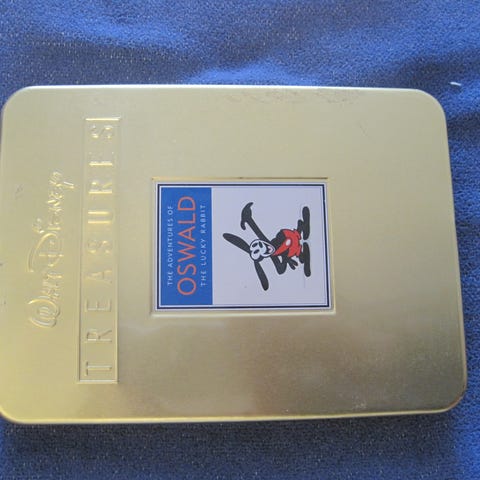 WALT DISNEY
TREASURES
THE ADVENTURES OF
OSWALD
THE LUCKY RABBIT